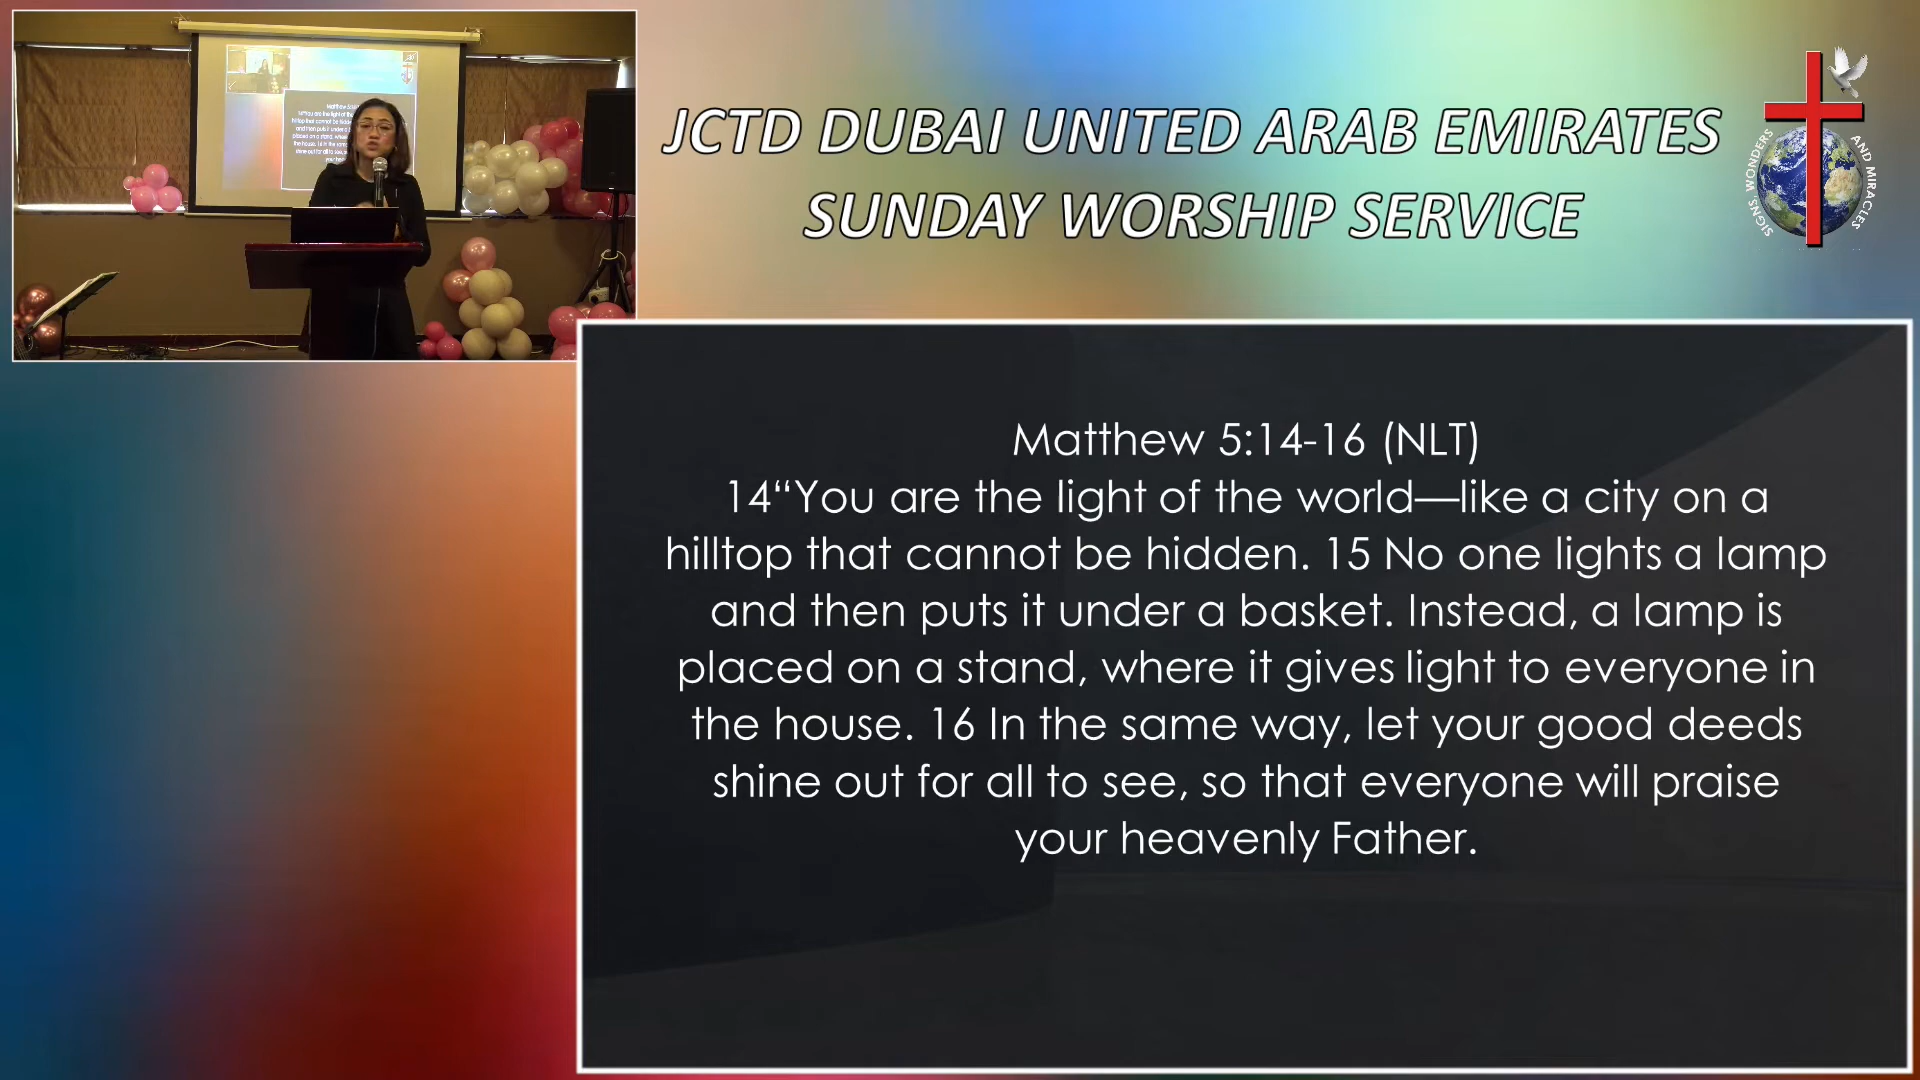 JCTD DUBAI UNITED ARAB EMIRATES
SUNDAY WORSHIP SERVICE
SIGNS WONDERS
AND MIRACLES
Matthew 5:14-16 (NLT)
14“You are the light of the world—like a city on a
hilltop that cannot be hidden. 15 No one lights a lamp
and then puts it under a basket. Instead, a lamp is
placed on a stand, where it gives light to everyone in
the house. 16 In the same way, let your good deeds
shine out for all to see, so that everyone will praise
your heavenly Father.